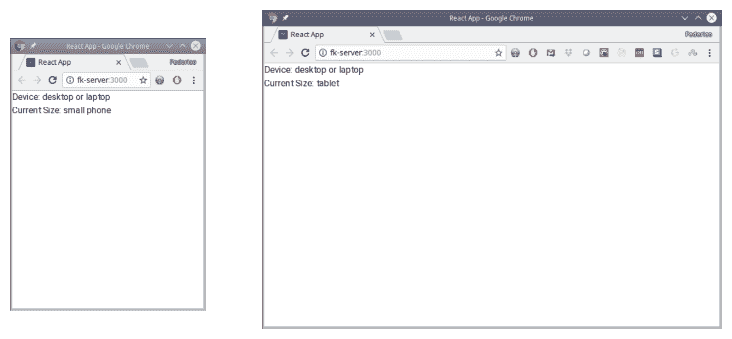 React App - Google Chrome
React App
Federico
fk-server:3000
Device: desktop or laptop
Current Size: small phone
React App - Google Chrome
React App
Federico
fk-server:3000
Device: desktop or laptop
Current Size: tablet